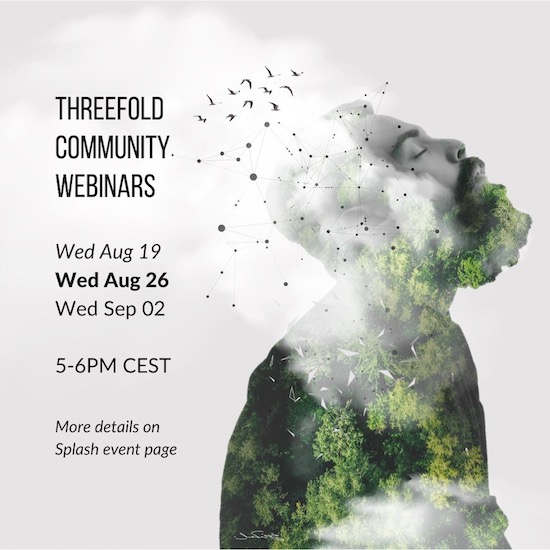 THREEFOLD
COMMUNITY
WEBINARS
Wed Aug 19
Wed Aug 26
Wed Sep 02
5-6PM CEST
More details on
Splash event page